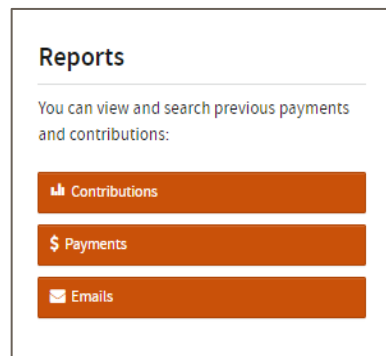 Reports
You can view and search previous payments
and contributions:
Contributions
$ Payments
Emails